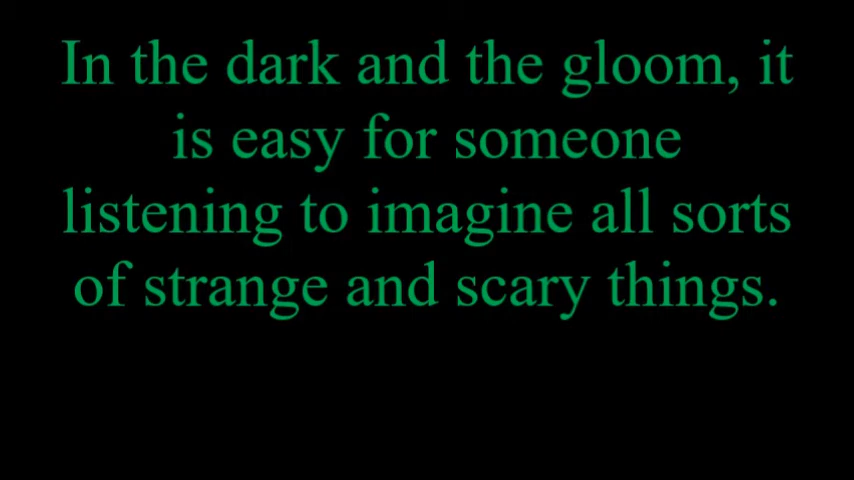 In the dark and the gloom, it
is easy for someone
listening to imagine all sorts
of strange and scary things.